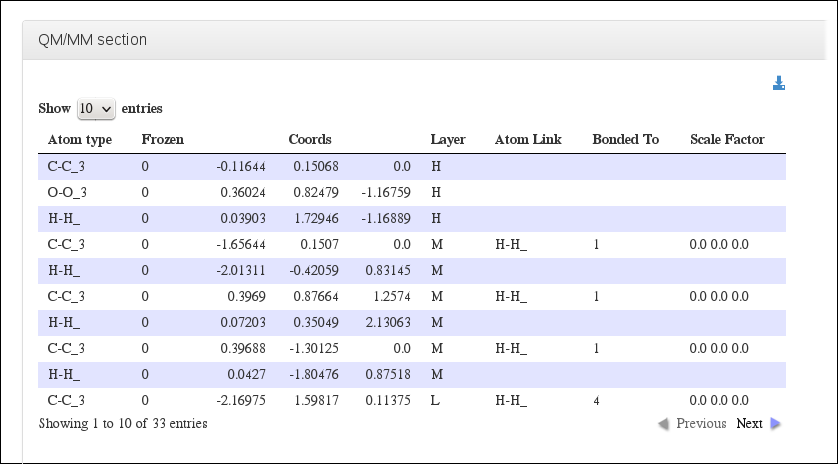 QM/MM section
Show 10 entries
Atom type Frozen Coords Layer Atom Link Bonded To Scale Factor
C-C_3 0 -0.11644 0.15068 0.0 H
O-O_3 0 0.36024 0.82479 -1.16759 H
H-H_ 0 0.03903 1.72946 -1.16889 H
C-C_3 0 -1.65644 0.1507 0.0 M H-H_ 1 0.0 0.0 0.0
H-H_ 0 -2.01311 -0.42059 0.83145 M
C-C_3 0 0.3969 0.87664 1.2574 M H-H_ 1 0.0 0.0 0.0
H-H_ 0 0.07203 0.35049 2.13063 M
C-C_3 0 0.39688 -1.30125 0.0 M H-H_ 1 0.0 0.0 0.0
H-H_ 0 0.0427 -1.80476 0.87518 M
C-C_3 0 -2.16975 1.59817 0.11375 L H-H_ 4 0.0 0.0 0.0
Showing 1 to 10 of 33 entries Previous Next